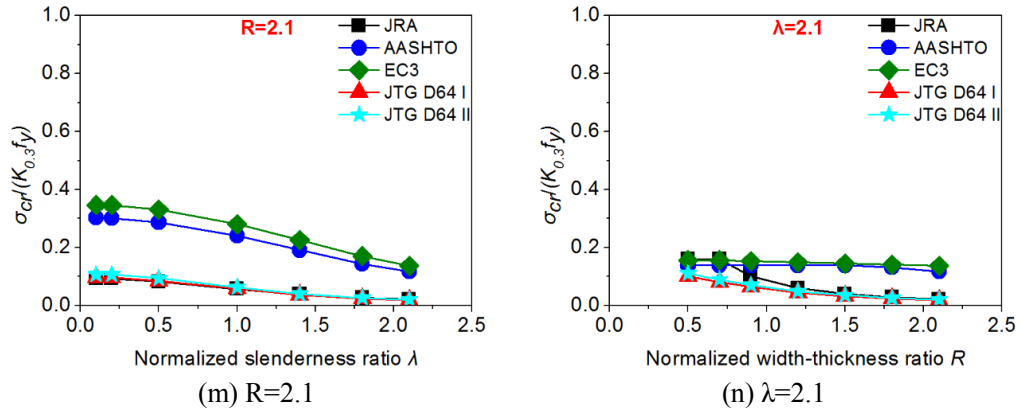 R=2.1
JRA
AASHTO
EC3
JTG D64 I
JTG D64 II
1.0
0.8
0.6
0.4
0.2
0.0
σcr/(K0.3fy)
0.0 0.5 1.0 1.5 2.0 2.5
Normalized slenderness ratio λ
(m) R=2.1
λ=2.1
JRA
AASHTO
EC3
JTG D64 I
JTG D64 II
1.0
0.8
0.6
0.4
0.2
0.0
σcr/(K0.3fy)
0.0 0.5 1.0 1.5 2.0 2.5
Normalized width-thickness ratio R
(n) λ=2.1